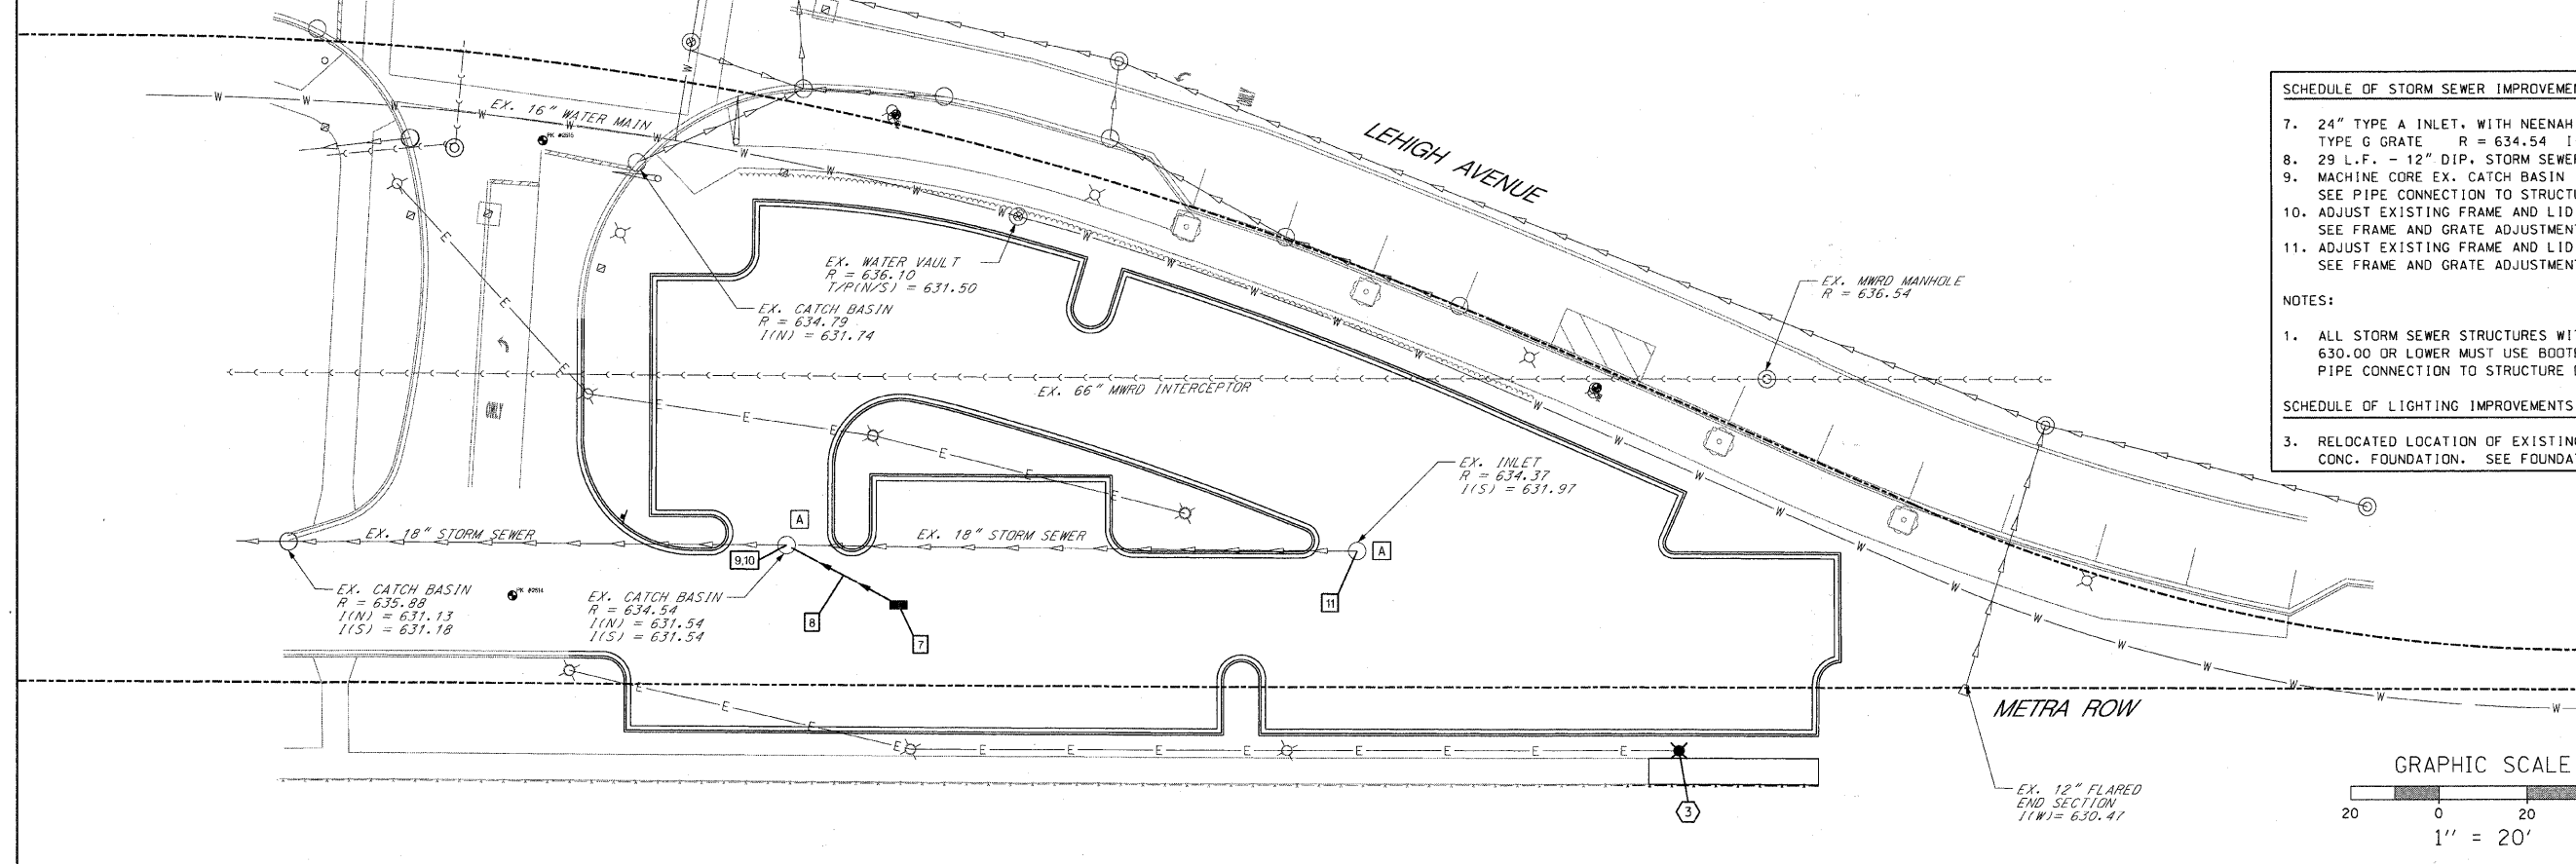 LEHIGH AVENUE
EX. 16" WATER MAIN
PK #2515
EX. WATER VAULT
R = 636.10
T/P(N/S) = 631.50
EX. CATCH BASIN
R = 634.79
I(N) = 631.74
EX. MWRD MANHOLE
R = 636.54
EX. 66" MWRD INTERCEPTOR
EX. INLET
R = 634.37
I(S) = 631.97
EX. 18" STORM SEWER
EX. 18" STORM SEWER
A
A
9,10
8
7
11
EX. CATCH BASIN
R = 635.88
I(N) = 631.13
I(S) = 631.18
PK #2514
EX. CATCH BASIN
R = 634.54
I(N) = 631.54
I(S) = 631.54
METRA ROW
3
EX. 12" FLARED
END SECTION
I(W)= 630.47
SCHEDULE OF STORM SEWER IMPROVEMEN
7. 24" TYPE A INLET, WITH NEENAH
TYPE G GRATE R = 634.54 I
8. 29 L.F. - 12" DIP, STORM SEWER
9. MACHINE CORE EX. CATCH BASIN
SEE PIPE CONNECTION TO STRUCTU
10. ADJUST EXISTING FRAME AND LID
SEE FRAME AND GRATE ADJUSTMENT
11. ADJUST EXISTING FRAME AND LID
SEE FRAME AND GRATE ADJUSTMENT
NOTES:
1. ALL STORM SEWER STRUCTURES WIT
630.00 OR LOWER MUST USE BOOTE
PIPE CONNECTION TO STRUCTURE D
SCHEDULE OF LIGHTING IMPROVEMENTS
3. RELOCATED LOCATION OF EXISTING
CONC. FOUNDATION. SEE FOUNDA
GRAPHIC SCALE
20 0 20
1" = 20'